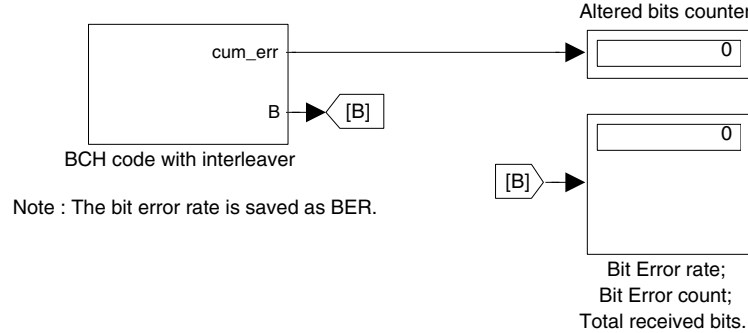 Altered bits counter
cum_err
0
B
[B]
0
BCH code with interleaver
[B]
Note : The bit error rate is saved as BER.
Bit Error rate;
Bit Error count;
Total received bits.